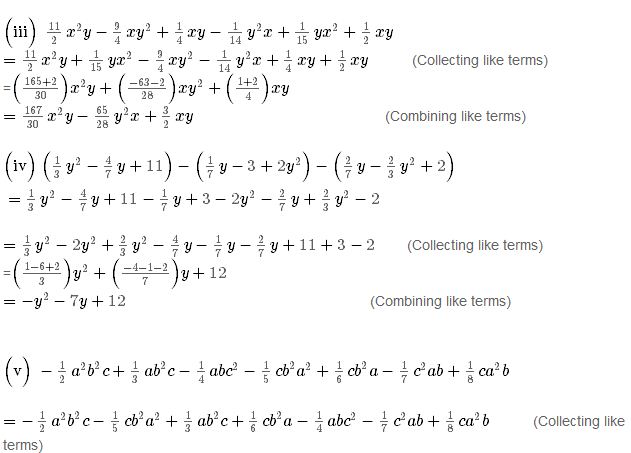 (iii) 11/2 x²y − 9/4 xy² + 1/4 xy − 1/14 y²x + 1/15 yx² + 1/2 xy
= 11/2 x²y + 1/15 yx² − 9/4 xy² − 1/14 y²x + 1/4 xy + 1/2 xy (Collecting like terms)
=((165+2)/30)x²y + ((−63−2)/28)xy² + ((1+2)/4)xy
= 167/30 x²y − 65/28 y²x + 3/2 xy (Combining like terms)
(iv) (1/3 y² − 4/7 y + 11) − (1/7 y − 3 + 2y²) − (2/7 y − 2/3 y² + 2)
= 1/3 y² − 4/7 y + 11 − 1/7 y + 3 − 2y² − 2/7 y + 2/3 y² − 2
= 1/3 y² − 2y² + 2/3 y² − 4/7 y − 1/7 y − 2/7 y + 11 + 3 − 2 (Collecting like terms)
=((1−6+2)/3)y² + ((−4−1−2)/7)y + 12
= −y² − 7y + 12 (Combining like terms)
(v) − 1/2 a²b²c + 1/3 ab²c − 1/4 abc² − 1/5 cb²a² + 1/6 cb²a − 1/7 c²ab + 1/8 ca²b
= − 1/2 a²b²c − 1/5 cb²a² + 1/3 ab²c + 1/6 cb²a − 1/4 abc² − 1/7 c²ab + 1/8 ca²b (Collecting like
terms)